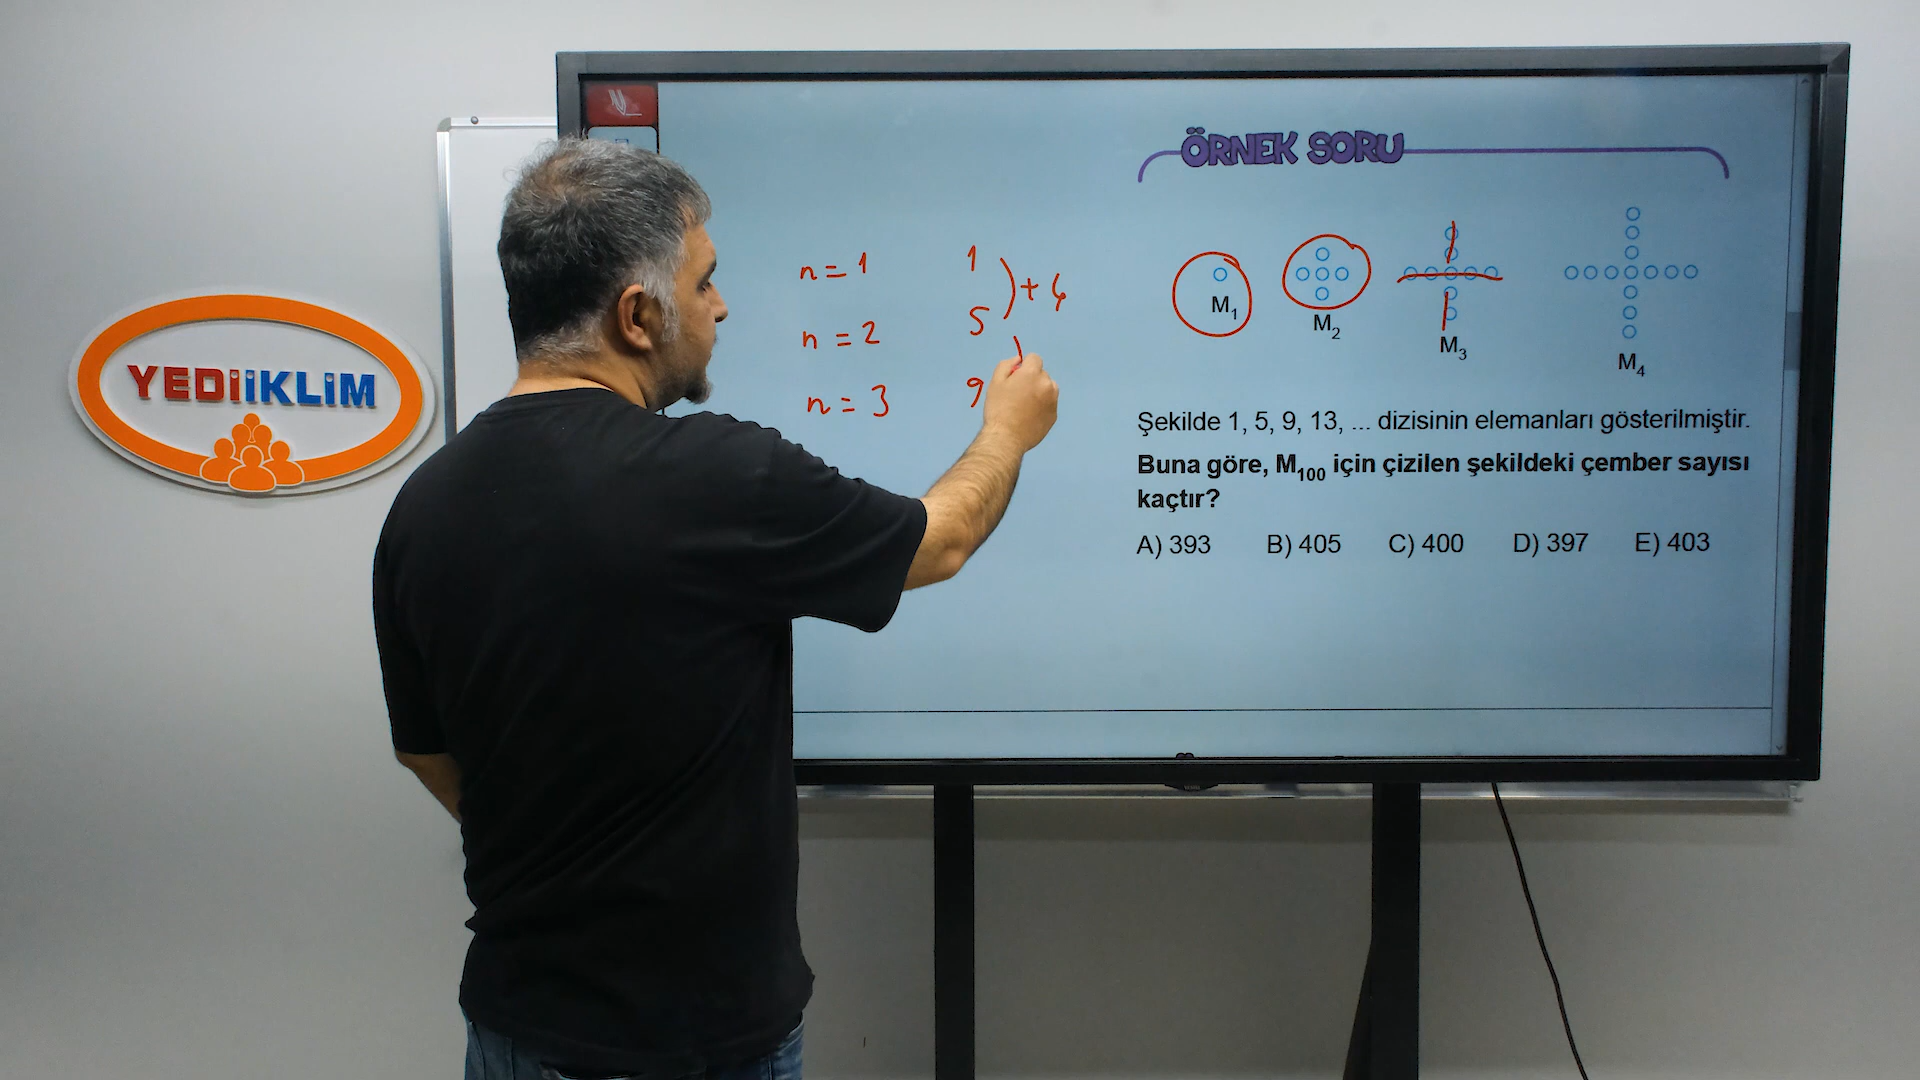 YEDİİKLİM
ÖRNEK SORU
n = 1 1
n = 2 5
n = 3 9
+ 4
M1
M2
M3
M4
Şekilde 1, 5, 9, 13, ... dizisinin elemanları gösterilmiştir.
Buna göre, M100 için çizilen şekildeki çember sayısı
kaçtır?
A) 393 B) 405 C) 400 D) 397 E) 403